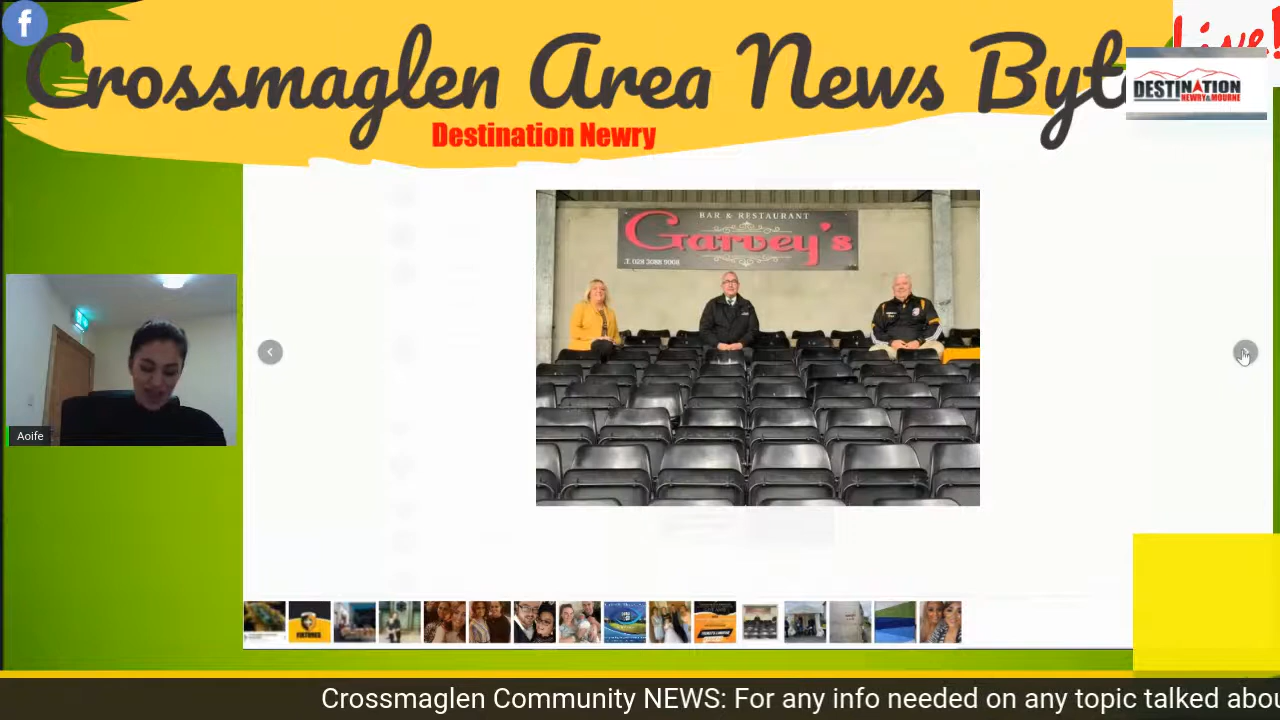 f
Crossmaglen Area News Byt
Live!
DESTINATION
NEWRY&MOURNE
Destination Newry
BAR & RESTAURANT
Garvey's
T. 028 3088 9008
Aoife
FIXTURES
Crossmaglen Community NEWS: For any info needed on any topic talked abou